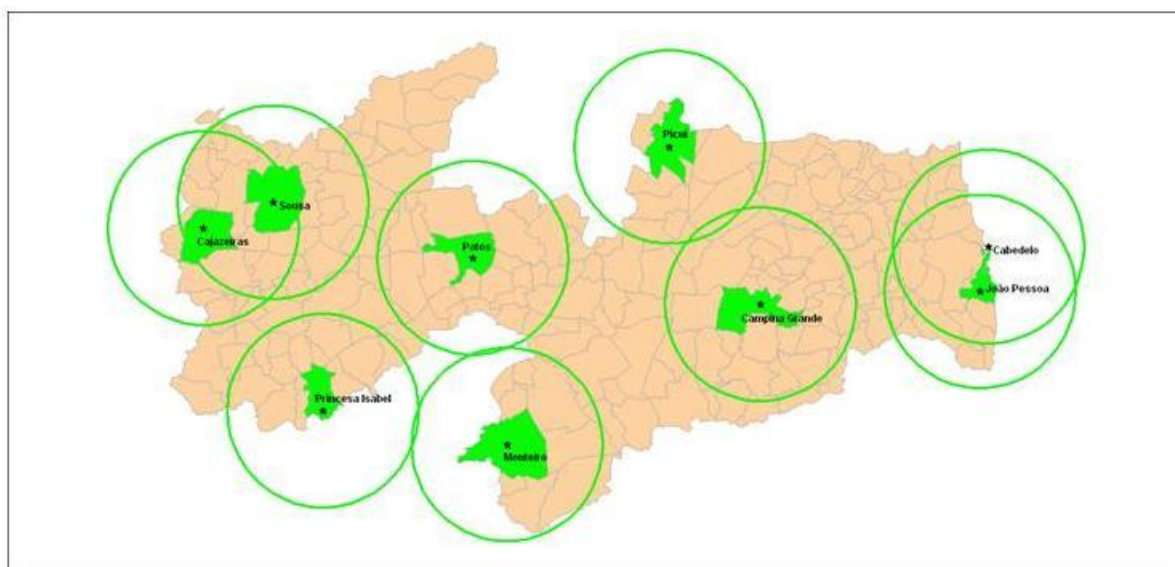 Picuí
Sousa
Cajazeiras
Patos
Cabedelo
João Pessoa
Campina Grande
Princesa Isabel
Monteiro